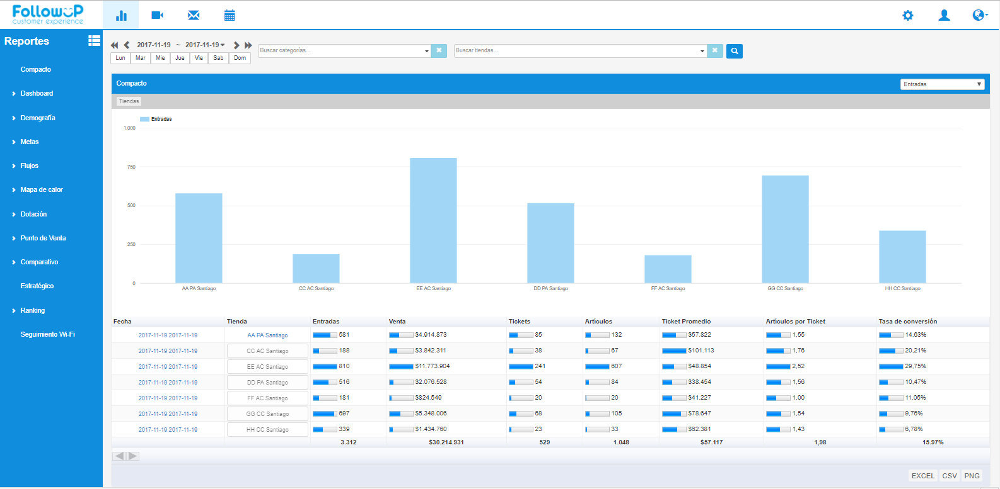 FollowUP
customer experience
Reportes
Compacto
Dashboard
Demografía
Metas
Flujos
Mapa de calor
Dotación
Punto de Venta
Comparativo
Estratégico
Ranking
Seguimiento Wi-Fi
2017-11-19 ~ 2017-11-19
Lun Mar Mie Jue Vie Sab Dom
Buscar categorías...
Buscar tiendas...
Compacto
Entradas
Tiendas
Entradas
1,000
750
500
250
0
AA PA Santiago CC AC Santiago EE AC Santiago DD PA Santiago FF AC Santiago GG CC Santiago HH CC Santiago
Fecha Tienda Entradas Venta Tickets Articulos Ticket Promedio Articulos por Ticket Tasa de conversión
2017-11-19 2017-11-19 AA PA Santiago 581 $4.914.873 85 132 $57.822 1,55 14,63%
2017-11-19 2017-11-19 CC AC Santiago 188 $3.842.311 38 67 $101.113 1,76 20,21%
2017-11-19 2017-11-19 EE AC Santiago 810 $11.773.904 241 607 $48.854 2,52 29,75%
2017-11-19 2017-11-19 DD PA Santiago 516 $2.076.528 54 84 $38.454 1,56 10,47%
2017-11-19 2017-11-19 FF AC Santiago 181 $824.549 20 20 $41.227 1,00 11,05%
2017-11-19 2017-11-19 GG CC Santiago 697 $5.348.006 68 105 $78.647 1,54 9,76%
2017-11-19 2017-11-19 HH CC Santiago 339 $1.434.760 23 33 $62.381 1,43 6,78%
3.312 $30.214.931 529 1.048 $57.117 1,98 15.97%
EXCEL CSV PNG